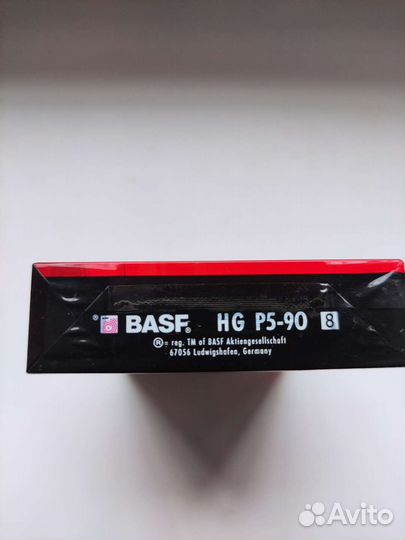 ® BASF® HG P5-90 8
®= reg. TM of BASF Aktiengesellschaft
67056 Ludwigshafen, Germany
Avito